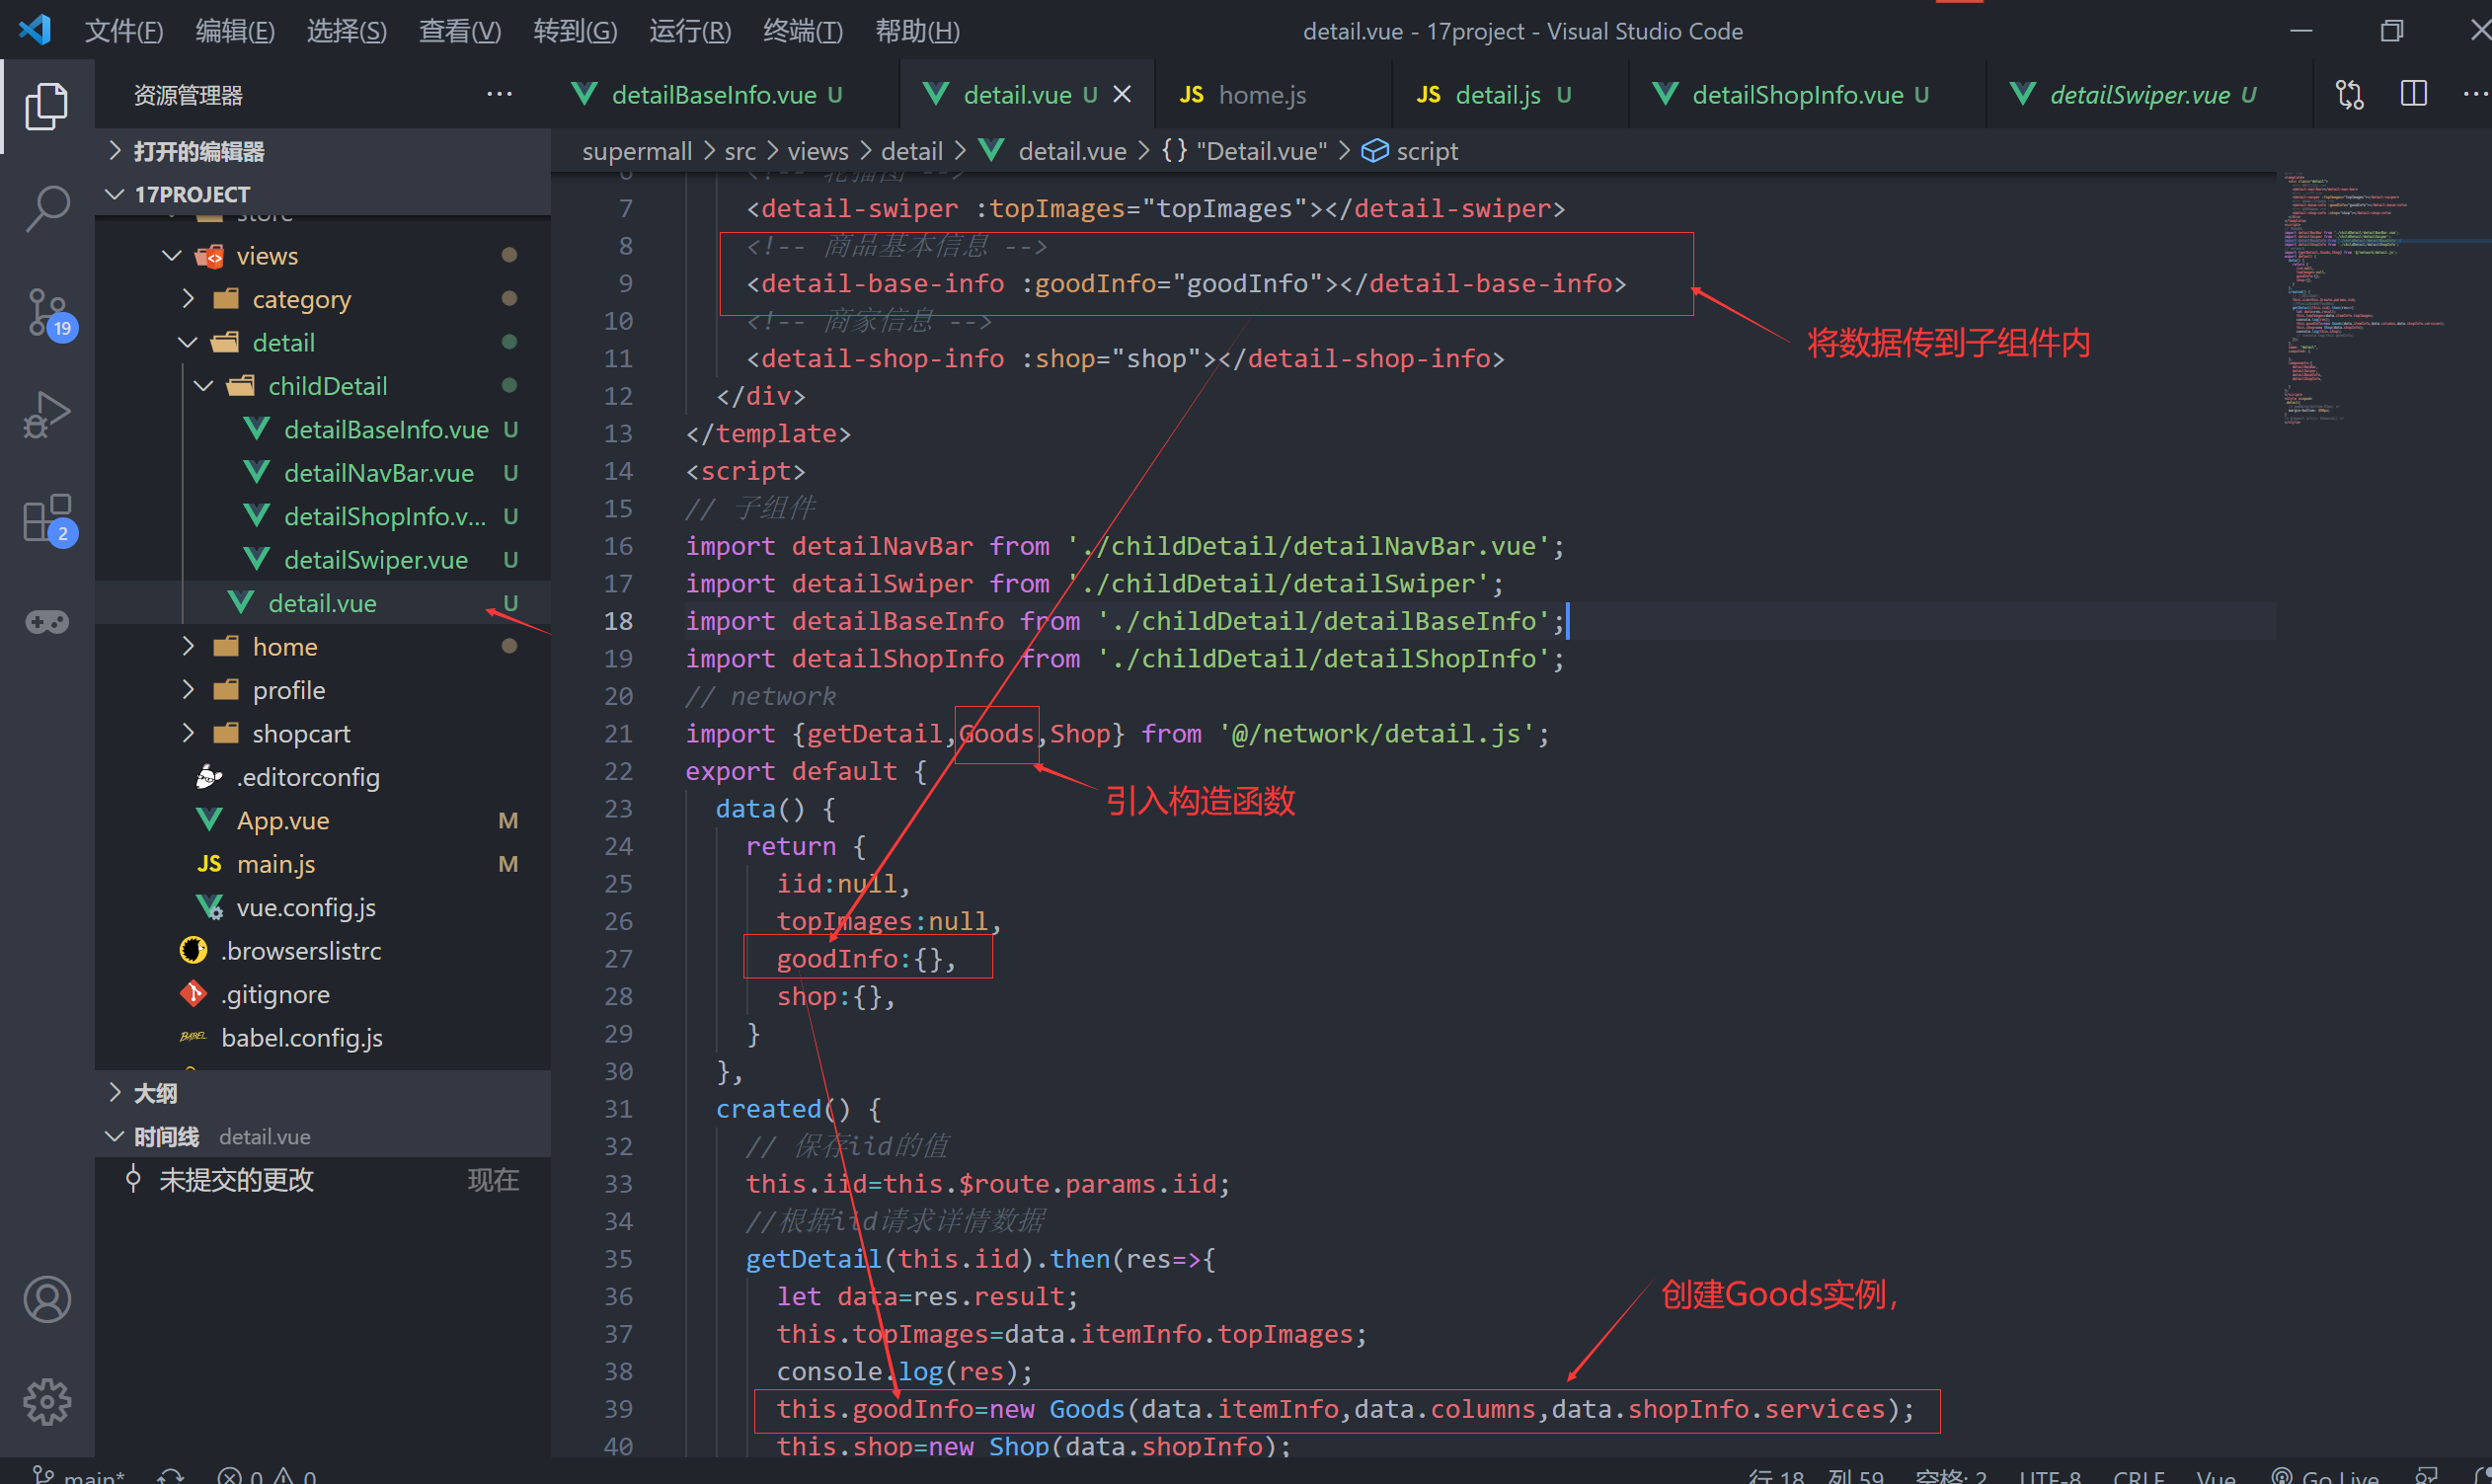 文件(F) 编辑(E) 选择(S) 查看(V) 转到(G) 运行(R) 终端(T) 帮助(H) detail.vue - 17project - Visual Studio Code
资源管理器 ···
detailBaseInfo.vue U detail.vue U JS home.js JS detail.js U detailShopInfo.vue U detailSwiper.vue U
supermall > src > views > detail > detail.vue > {} "Detail.vue" > script
打开的编辑器
17PROJECT
store
views
category
detail
childDetail
detailBaseInfo.vue U
detailNavBar.vue U
detailShopInfo.v... U
detailSwiper.vue U
detail.vue U
home
profile
shopcart
.editorconfig
App.vue M
JS main.js M
vue.config.js
.browserslistrc
.gitignore
BABEL babel.config.js
大纲
时间线 detail.vue
未提交的更改 现在
19
2
6 <!-- 轮播图 -->
7 <detail-swiper :topImages="topImages"></detail-swiper>
8 <!-- 商品基本信息 -->
9 <detail-base-info :goodInfo="goodInfo"></detail-base-info>
将数据传到子组件内
10 <!-- 商家信息 -->
11 <detail-shop-info :shop="shop"></detail-shop-info>
12 </div>
13 </template>
14 <script>
15 // 子组件
16 import detailNavBar from './childDetail/detailNavBar.vue';
17 import detailSwiper from './childDetail/detailSwiper';
18 import detailBaseInfo from './childDetail/detailBaseInfo';
19 import detailShopInfo from './childDetail/detailShopInfo';
20 // network
21 import {getDetail,Goods,Shop} from '@/network/detail.js';
22 export default {
引入构造函数
23 data() {
24 return {
25 iid:null,
26 topImages:null,
27 goodInfo:{},
28 shop:{},
29 }
30 },
31 created() {
32 // 保存iid的值
33 this.iid=this.$route.params.iid;
34 //根据iid请求详情数据
35 getDetail(this.iid).then(res=>{
36 let data=res.result;
创建Goods实例,
37 this.topImages=data.itemInfo.topImages;
38 console.log(res);
39 this.goodInfo=new Goods(data.itemInfo,data.columns,data.shopInfo.services);
40 this.shop=new Shop(data.shopInfo);
main* 0 0 行 18, 列 59 空格: 2 UTF-8 CRLF Vue Go Live